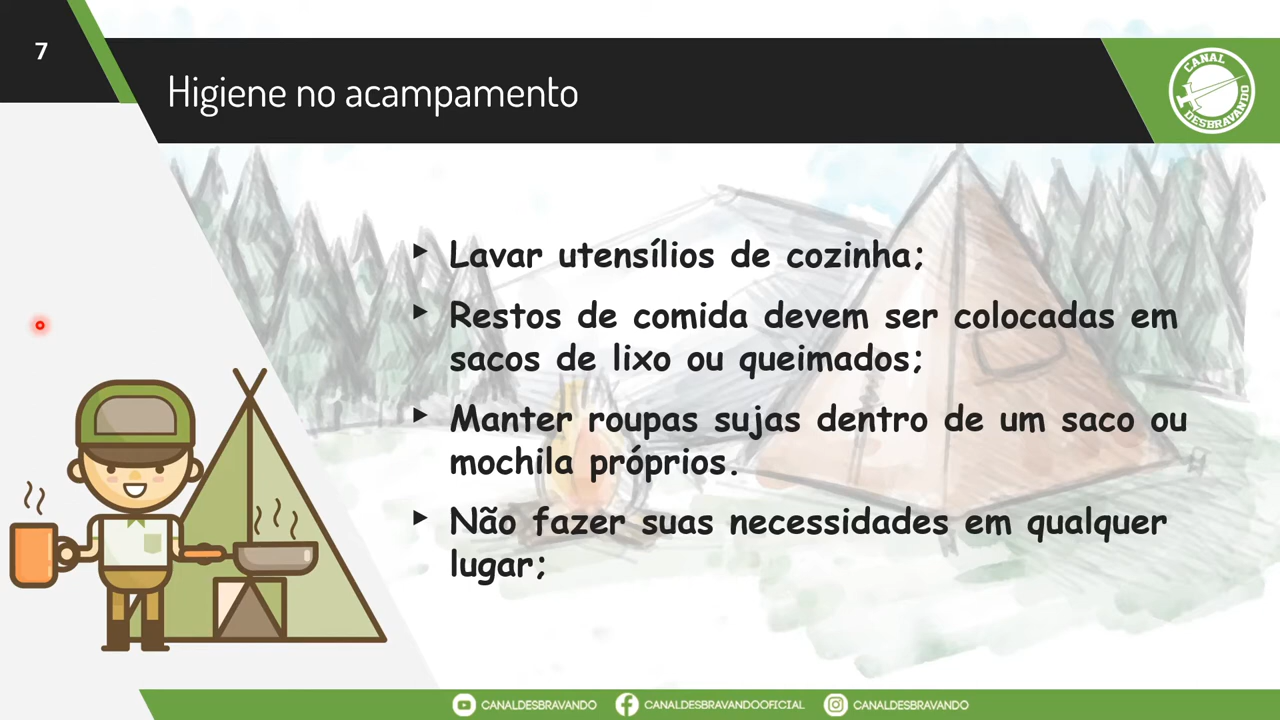 7
Higiene no acampamento
CANAL
DESBRAVANDO
Lavar utensílios de cozinha;
Restos de comida devem ser colocadas em
sacos de lixo ou queimados;
Manter roupas sujas dentro de um saco ou
mochila próprios.
Não fazer suas necessidades em qualquer
lugar;
CANALDESBRAVANDO CANALDESBRAVANDOOFICIAL CANALDESBRAVANDO